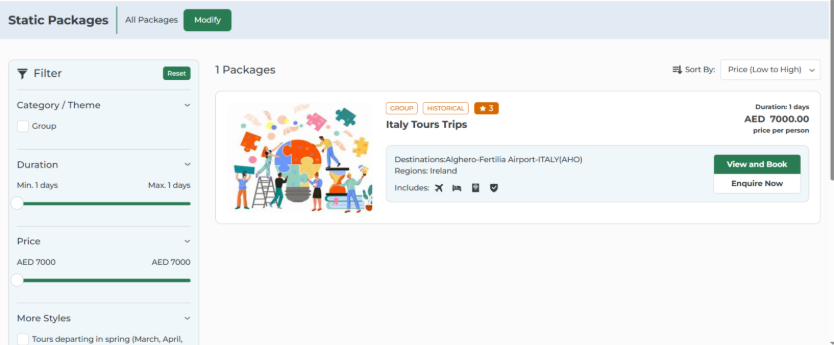 Static Packages
All Packages
Modify
Filter
Reset
Category / Theme
Group
Duration
Min. 1 days
Max. 1 days
Price
AED 7000
AED 7000
More Styles
Tours departing in spring (March, April,
1 Packages
Sort By:
Price (Low to High)
GROUP
HISTORICAL
3
Italy Tours Trips
Duration: 1 days
AED 7000.00
price per person
Destinations:Alghero-Fertilia Airport-ITALY(AHO)
Regions: Ireland
Includes:
View and Book
Enquire Now